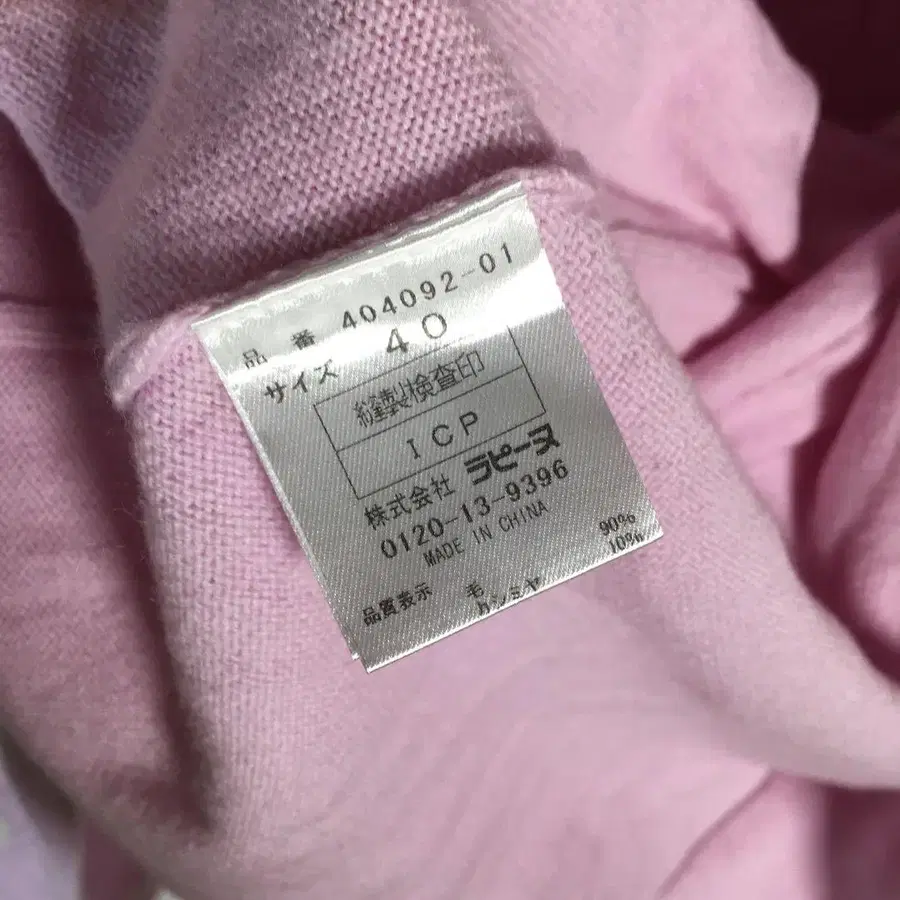 品番 404092-01
サイズ 40
縫製検査印
ICP
株式会社 ラピーヌ
0120-13-9396
MADE IN CHINA
品質表示 毛 90%
カシミヤ 10%